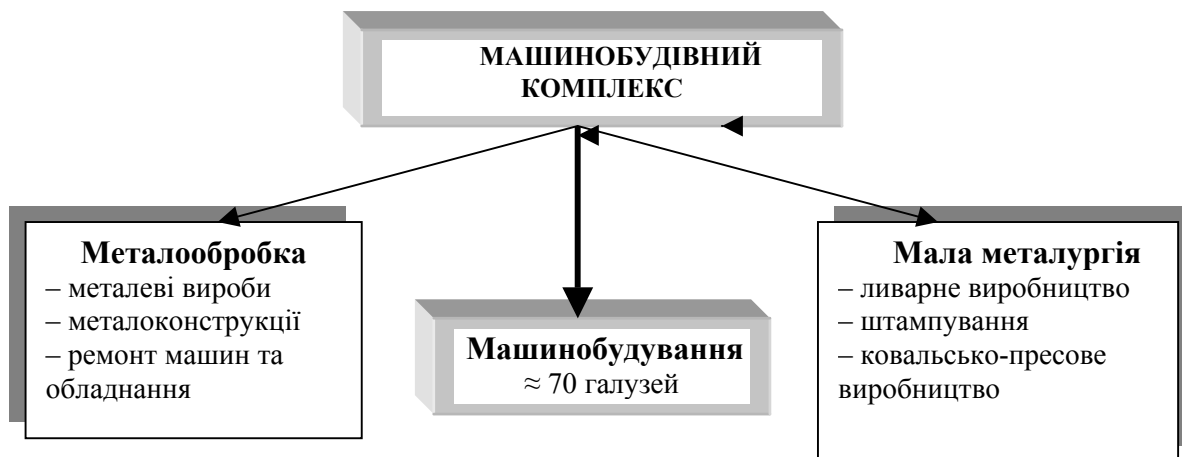 МАШИНОБУДІВНИЙ
КОМПЛЕКС
Металообробка
– металеві вироби
– металоконструкції
– ремонт машин та
обладнання
Машинобудування
≈ 70 галузей
Мала металургія
– ливарне виробництво
– штампування
– ковальсько-пресове
виробництво